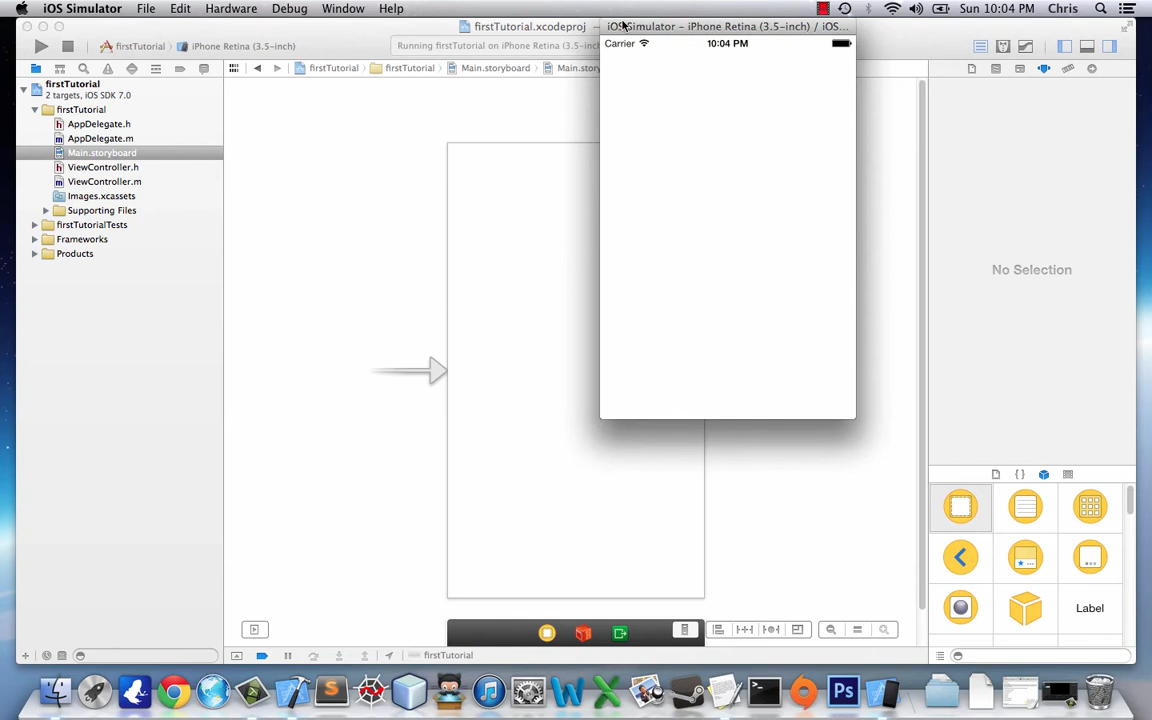 iOS Simulator File Edit Hardware Debug Window Help Sun 10:04 PM Chris
firstTutorial.xcodeproj —
iOS Simulator – iPhone Retina (3.5-inch) / iOS...
firstTutorial iPhone Retina (3.5-inch)
Running firstTutorial on iPhone Retina (3.5-inch)
Carrier 10:04 PM
firstTutorial firstTutorial Main.storyboard Main.story
firstTutorial
2 targets, iOS SDK 7.0
firstTutorial
AppDelegate.h
AppDelegate.m
Main.storyboard
ViewController.h
ViewController.m
Images.xcassets
Supporting Files
firstTutorialTests
Frameworks
Products
No Selection
{ }
Label
firstTutorial
Ps